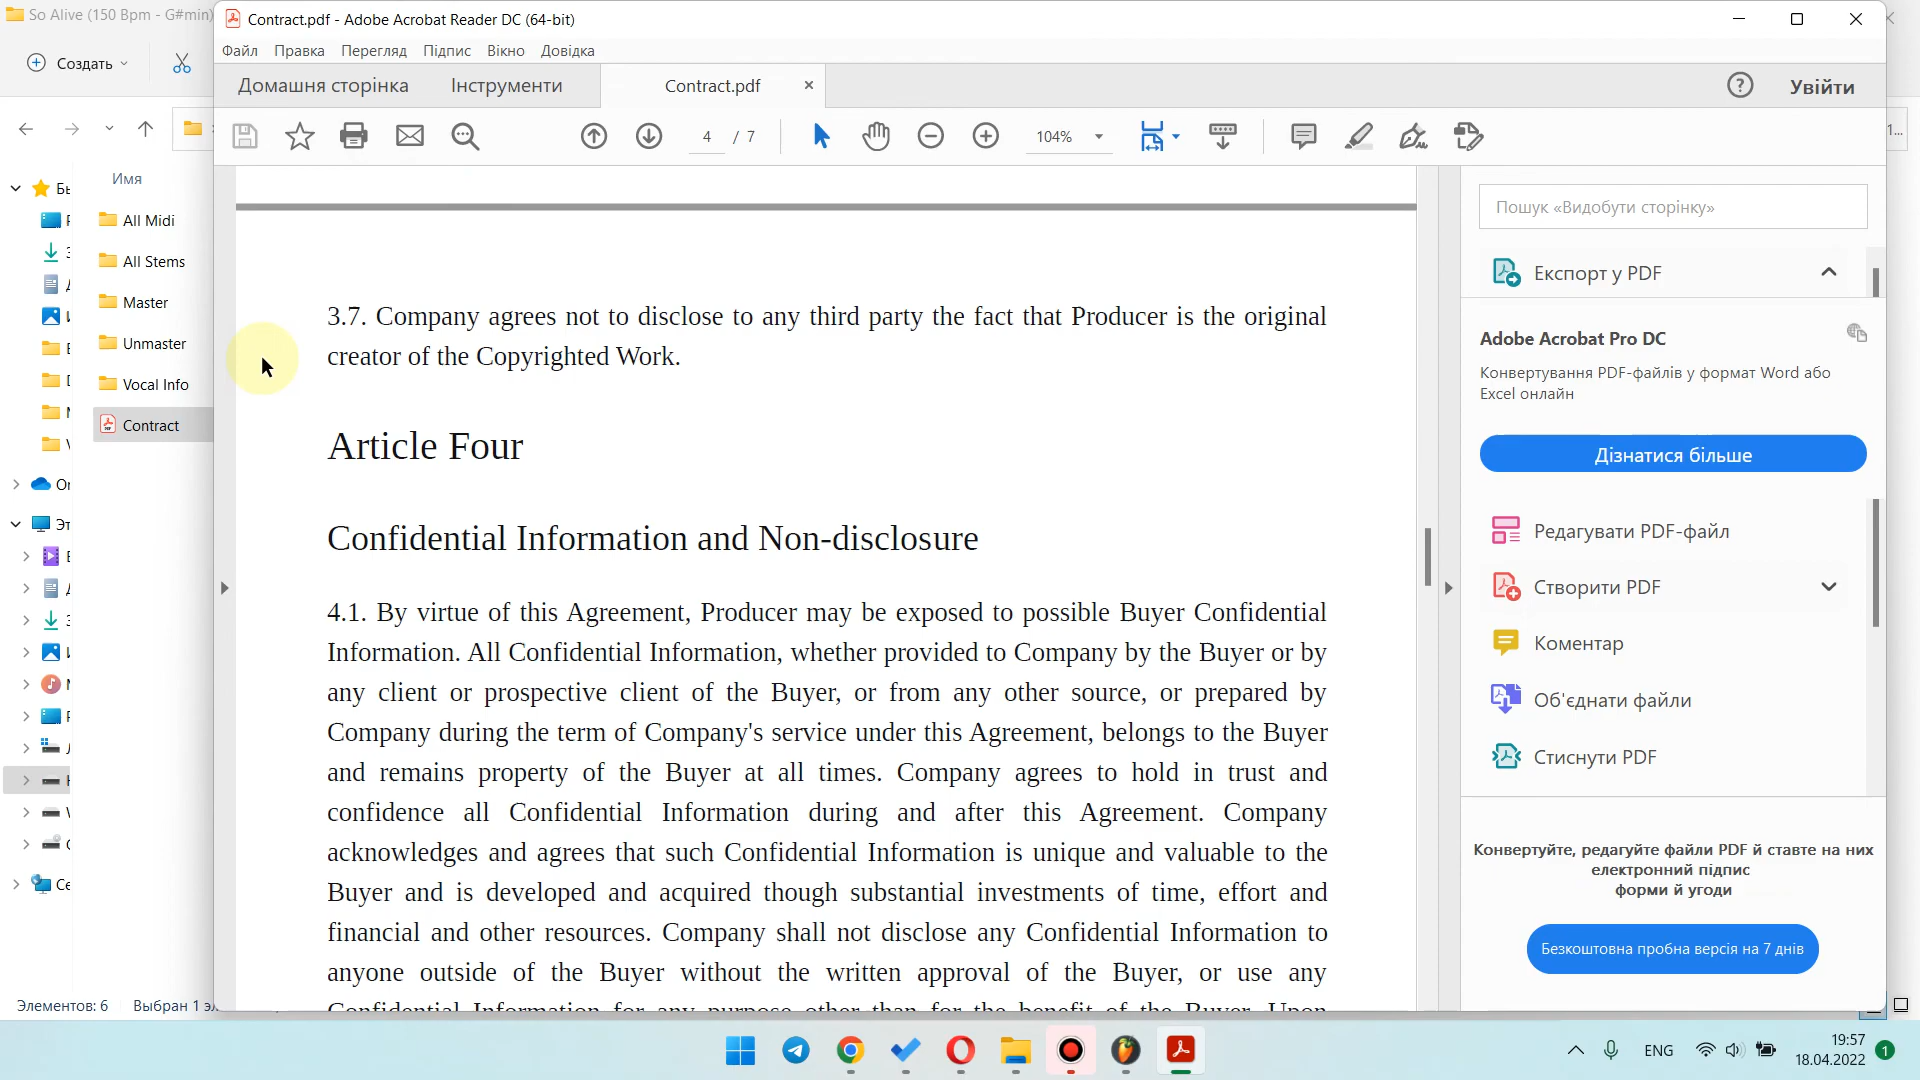 So Alive (150 Bpm - G#min)
Contract.pdf - Adobe Acrobat Reader DC (64-bit)
Создать
Файл Правка Перегляд Підпис Вікно Довідка
Домашня сторінка Інструменти Contract.pdf
Увійти
4 / 7
104%
1...
Имя
All Midi
All Stems
Master
Unmaster
Vocal Info
Contract
Элементов: 6 Выбран 1
3.7. Company agrees not to disclose to any third party the fact that Producer is the original
creator of the Copyrighted Work.
Article Four
Confidential Information and Non-disclosure
4.1. By virtue of this Agreement, Producer may be exposed to possible Buyer Confidential
Information. All Confidential Information, whether provided to Company by the Buyer or by
any client or prospective client of the Buyer, or from any other source, or prepared by
Company during the term of Company's service under this Agreement, belongs to the Buyer
and remains property of the Buyer at all times. Company agrees to hold in trust and
confidence all Confidential Information during and after this Agreement. Company
acknowledges and agrees that such Confidential Information is unique and valuable to the
Buyer and is developed and acquired though substantial investments of time, effort and
financial and other resources. Company shall not disclose any Confidential Information to
anyone outside of the Buyer without the written approval of the Buyer, or use any
Confidential Information for any purpose other than for the benefit of the Buyer. Upon
Пошук «Видобути сторінку»
Експорт у PDF
Adobe Acrobat Pro DC
Конвертування PDF-файлів у формат Word або
Excel онлайн
Дізнатися більше
Редагувати PDF-файл
Створити PDF
Коментар
Об'єднати файли
Стиснути PDF
Конвертуйте, редагуйте файли PDF й ставте на них
електронний підпис
форми й угоди
Безкоштовна пробна версія на 7 днів
ENG
19:57
18.04.2022
1